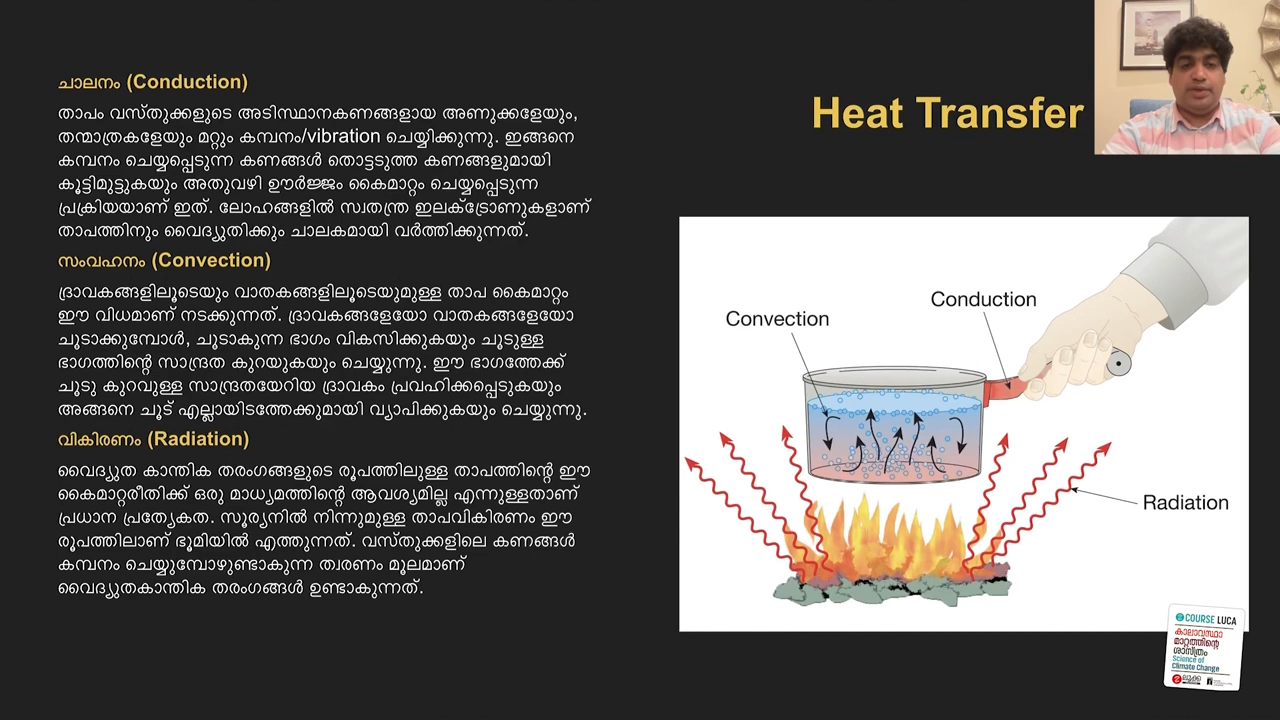 ചാലനം (Conduction)
താപം വസ്തുക്കളുടെ അടിസ്ഥാനകണങ്ങളായ അണുക്കളേയും,
തന്മാത്രകളേയും മറ്റും കമ്പനം/vibration ചെയ്യിക്കുന്നു. ഇങ്ങനെ
കമ്പനം ചെയ്യപ്പെടുന്ന കണങ്ങൾ തൊട്ടടുത്ത കണങ്ങളുമായി
കൂട്ടിമുട്ടുകയും അതുവഴി ഊർജ്ജം കൈമാറ്റം ചെയ്യപ്പെടുന്ന
പ്രക്രിയയാണ് ഇത്. ലോഹങ്ങളിൽ സ്വതന്ത്ര ഇലക്ട്രോണുകളാണ്
താപത്തിനും വൈദ്യുതിക്കും ചാലകമായി വർത്തിക്കുന്നത്.
സംവഹനം (Convection)
ദ്രാവകങ്ങളിലൂടെയും വാതകങ്ങളിലൂടെയുമുള്ള താപ കൈമാറ്റം
ഈ വിധമാണ് നടക്കുന്നത്. ദ്രാവകങ്ങളേയോ വാതകങ്ങളേയോ
ചൂടാക്കുമ്പോൾ, ചൂടാകുന്ന ഭാഗം വികസിക്കുകയും ചൂടുള്ള
ഭാഗത്തിന്റെ സാന്ദ്രത കുറയുകയും ചെയ്യുന്നു. ഈ ഭാഗത്തേക്ക്
ചൂടു കുറവുള്ള സാന്ദ്രതയേറിയ ദ്രാവകം പ്രവഹിക്കപ്പെടുകയും
അങ്ങനെ ചൂട് എല്ലായിടത്തേക്കുമായി വ്യാപിക്കുകയും ചെയ്യുന്നു.
വികിരണം (Radiation)
വൈദ്യുത കാന്തിക തരംഗങ്ങളുടെ രൂപത്തിലുള്ള താപത്തിന്റെ ഈ
കൈമാറ്റരീതിക്ക് ഒരു മാധ്യമത്തിന്റെ ആവശ്യമില്ല എന്നുള്ളതാണ്
പ്രധാന പ്രത്യേകത. സൂര്യനിൽ നിന്നുമുള്ള താപവികിരണം ഈ
രൂപത്തിലാണ് ഭൂമിയിൽ എത്തുന്നത്. വസ്തുക്കളിലെ കണങ്ങൾ
കമ്പനം ചെയ്യുമ്പോഴുണ്ടാകുന്ന ത്വരണം മൂലമാണ്
വൈദ്യുതകാന്തിക തരംഗങ്ങൾ ഉണ്ടാകുന്നത്.
Heat Transfer
Conduction
Convection
Radiation
COURSE LUCA
കാലാവസ്ഥാ
മാറ്റത്തിന്റെ
ശാസ്ത്രം
Science of
Climate Change
ലൂക്ക